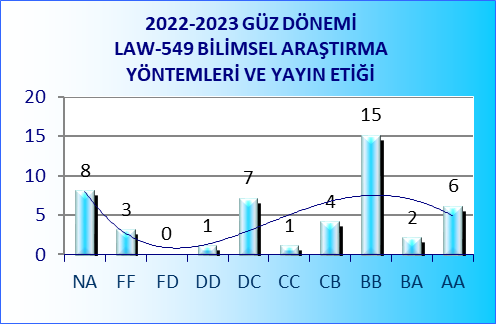 2022-2023 GÜZ DÖNEMİ
LAW-549 BİLİMSEL ARAŞTIRMA
YÖNTEMLERİ VE YAYIN ETİĞİ
20
15
10
5
0
8 3 0 1 7 1 4 15 2 6
NA FF FD DD DC CC CB BB BA AA